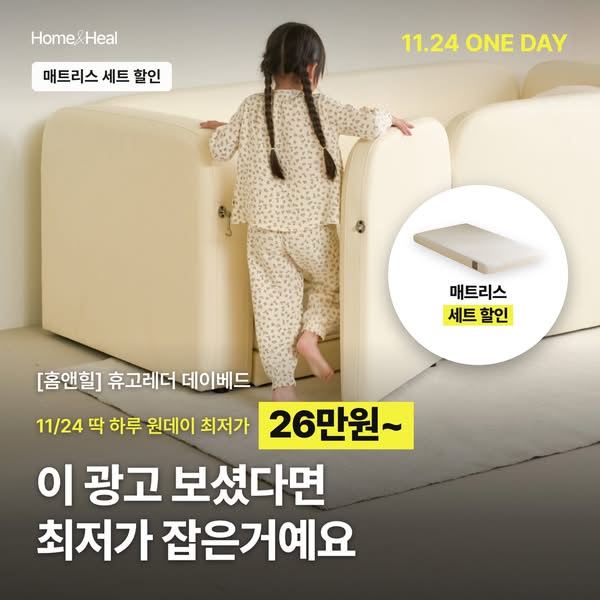 Home&Heal
11.24 ONE DAY
매트리스 세트 할인
매트리스
세트 할인
[홈앤힐] 휴고레더 데이베드
11/24 딱 하루 원데이 최저가 26만원~
이 광고 보셨다면
최저가 잡은거예요